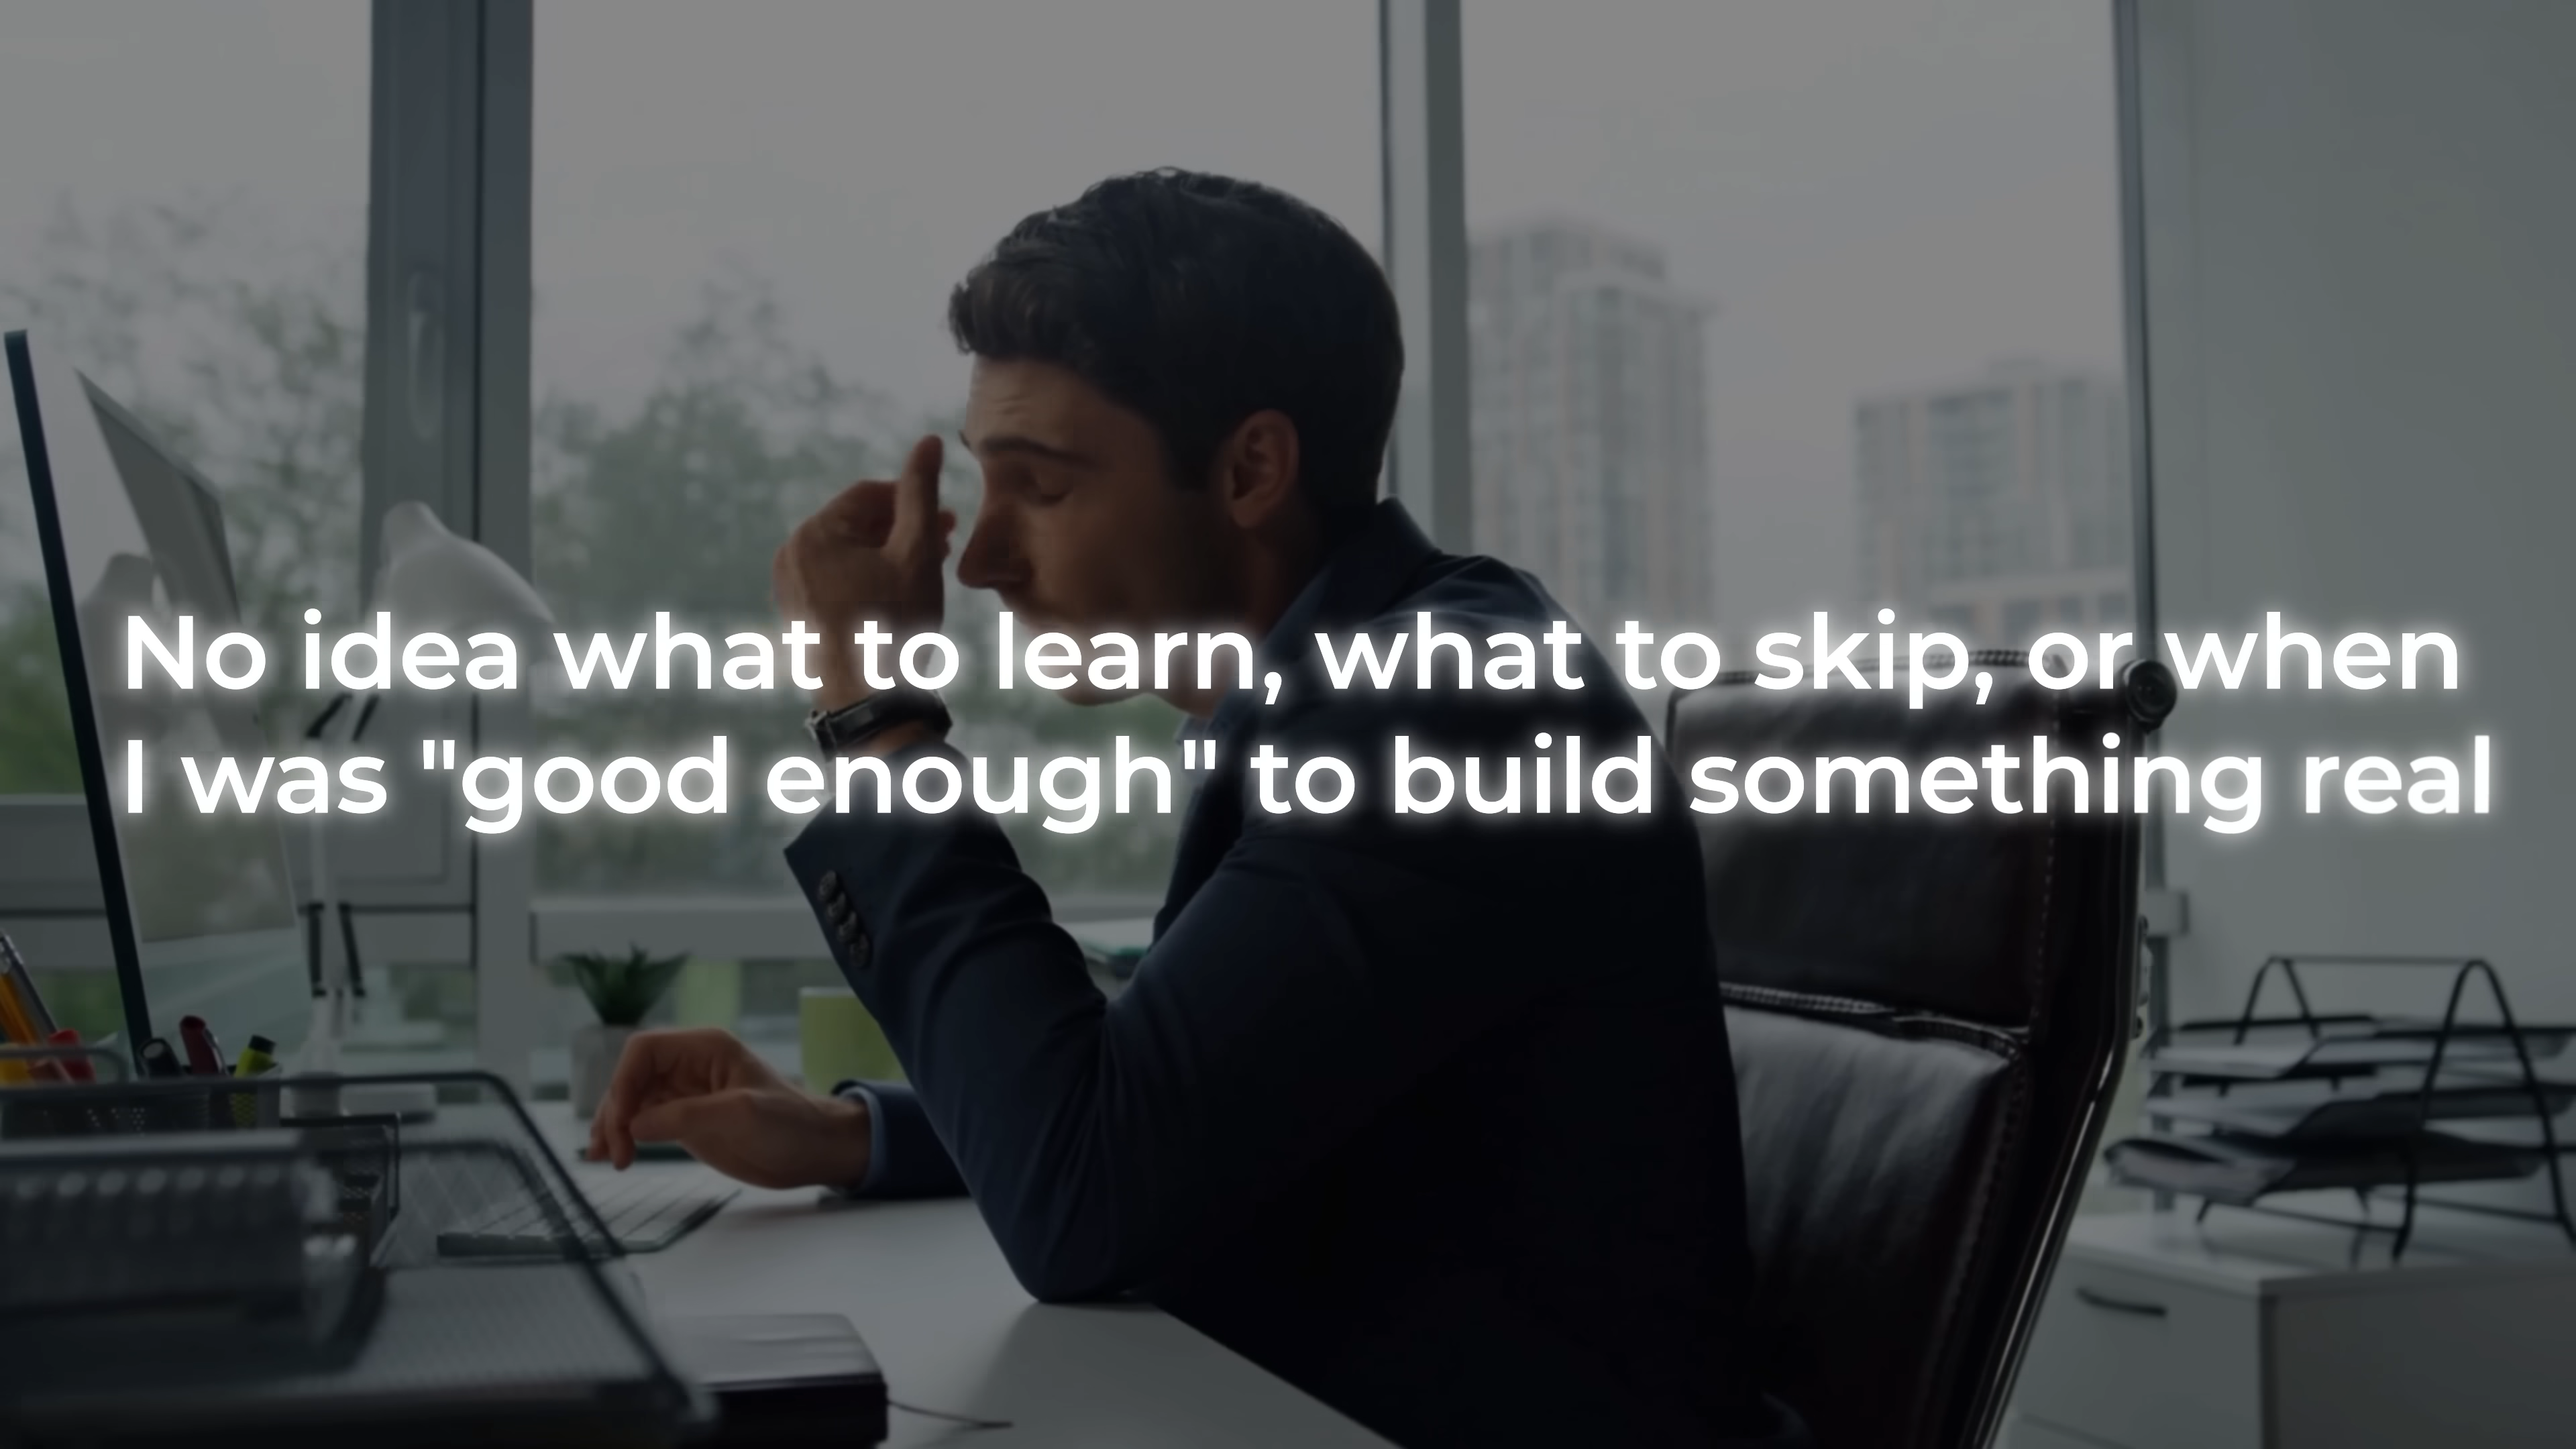 No idea what to learn, what to skip, or when
I was "good enough" to build something real